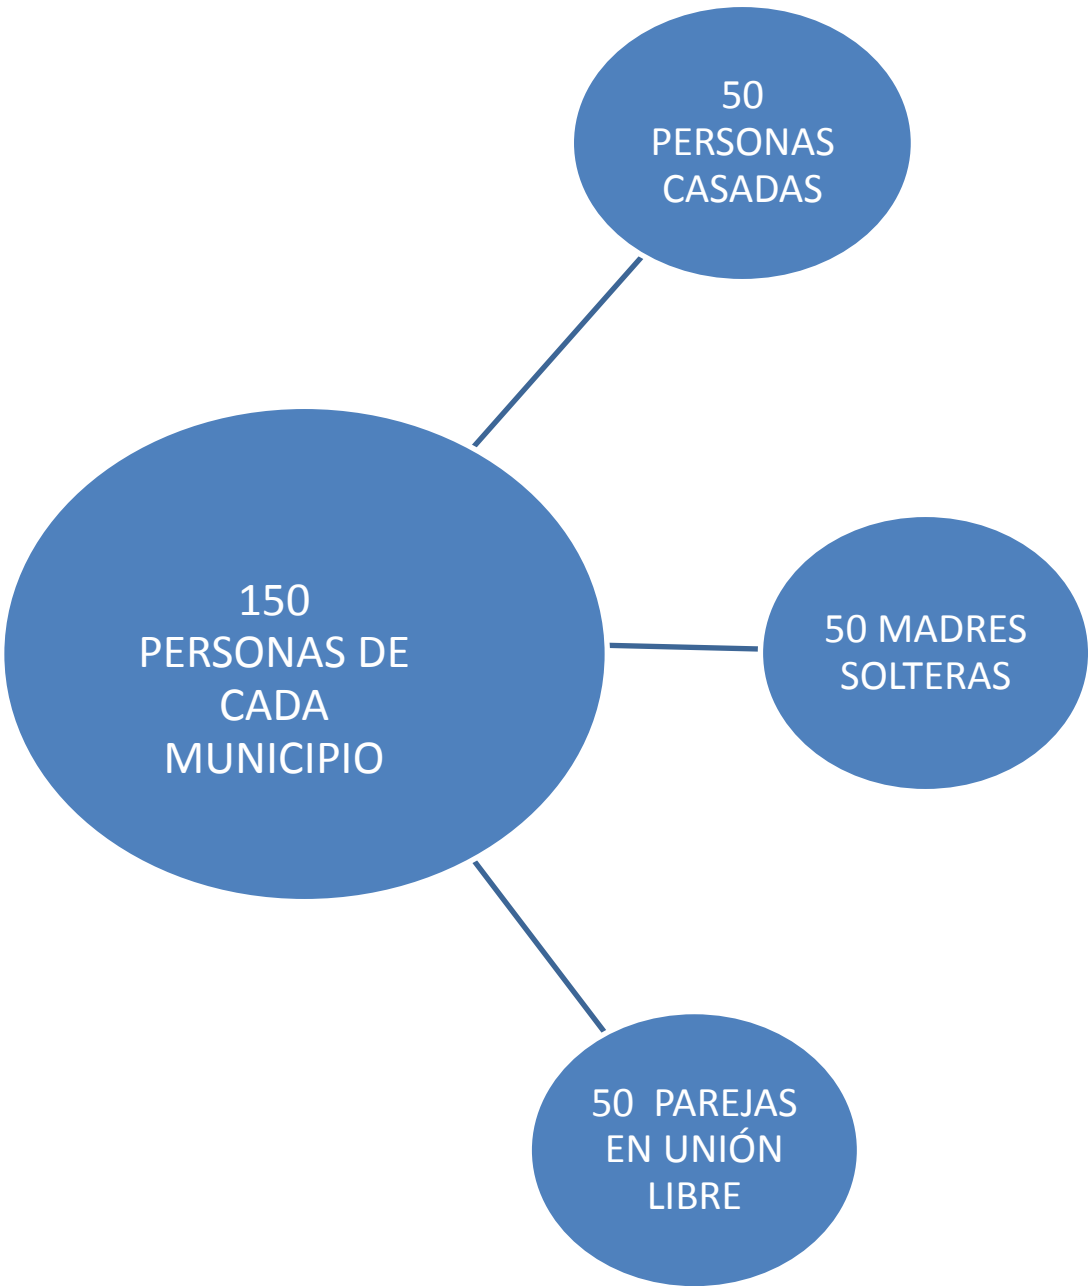 50
PERSONAS
CASADAS
150
PERSONAS DE
CADA
MUNICIPIO
50 MADRES
SOLTERAS
50 PAREJAS
EN UNIÓN
LIBRE